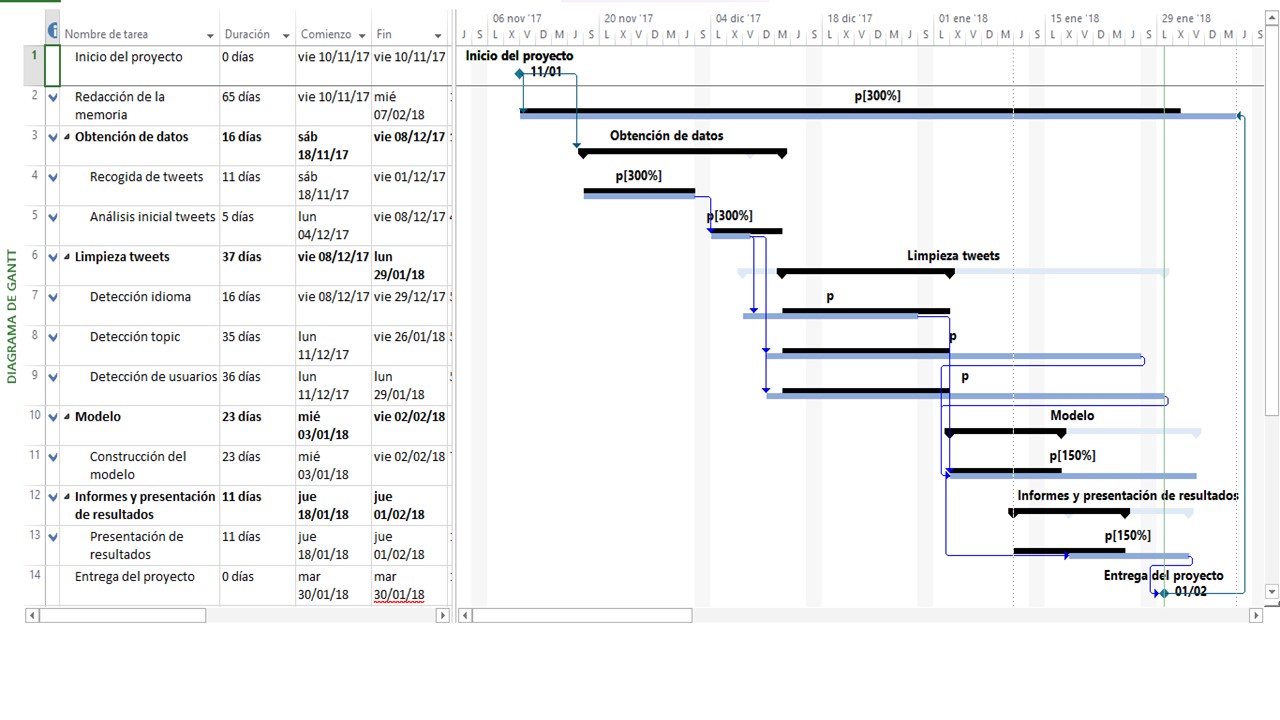 06 nov '17 20 nov '17 04 dic '17 18 dic '17 01 ene '18 15 ene '18 29 ene '18
Nombre de tarea Duración Comienzo Fin J S L X V D M J S L X V D M J S L X V D M J S L X V D M J S L X V D M J S
1 Inicio del proyecto 0 días vie 10/11/17 vie 10/11/17 Inicio del proyecto
11/01
2 Redacción de la 65 días vie 10/11/17 mié p[300%]
memoria 07/02/18
3 Obtención de datos 16 días sáb vie 08/12/17 Obtención de datos
18/11/17
4 Recogida de tweets 11 días sáb vie 01/12/17 p[300%]
18/11/17
5 Análisis inicial tweets 5 días lun vie 08/12/17 p[300%]
04/12/17
6 Limpieza tweets 37 días vie 08/12/17 lun Limpieza tweets
29/01/18
7 Detección idioma 16 días vie 08/12/17 vie 29/12/17 p
8 Detección topic 35 días lun vie 26/01/18 p
11/12/17
9 Detección de usuarios 36 días lun lun p
11/12/17 29/01/18
10 Modelo 23 días mié vie 02/02/18 Modelo
03/01/18
11 Construcción del 23 días mié vie 02/02/18 p[150%]
modelo 03/01/18
12 Informes y presentación 11 días jue jue Informes y presentación de resultados
de resultados 18/01/18 01/02/18
13 Presentación de 11 días jue jue p[150%]
resultados 18/01/18 01/02/18
14 Entrega del proyecto 0 días mar mar Entrega del proyecto
30/01/18 30/01/18 01/02
DIAGRAMA DE GANTT